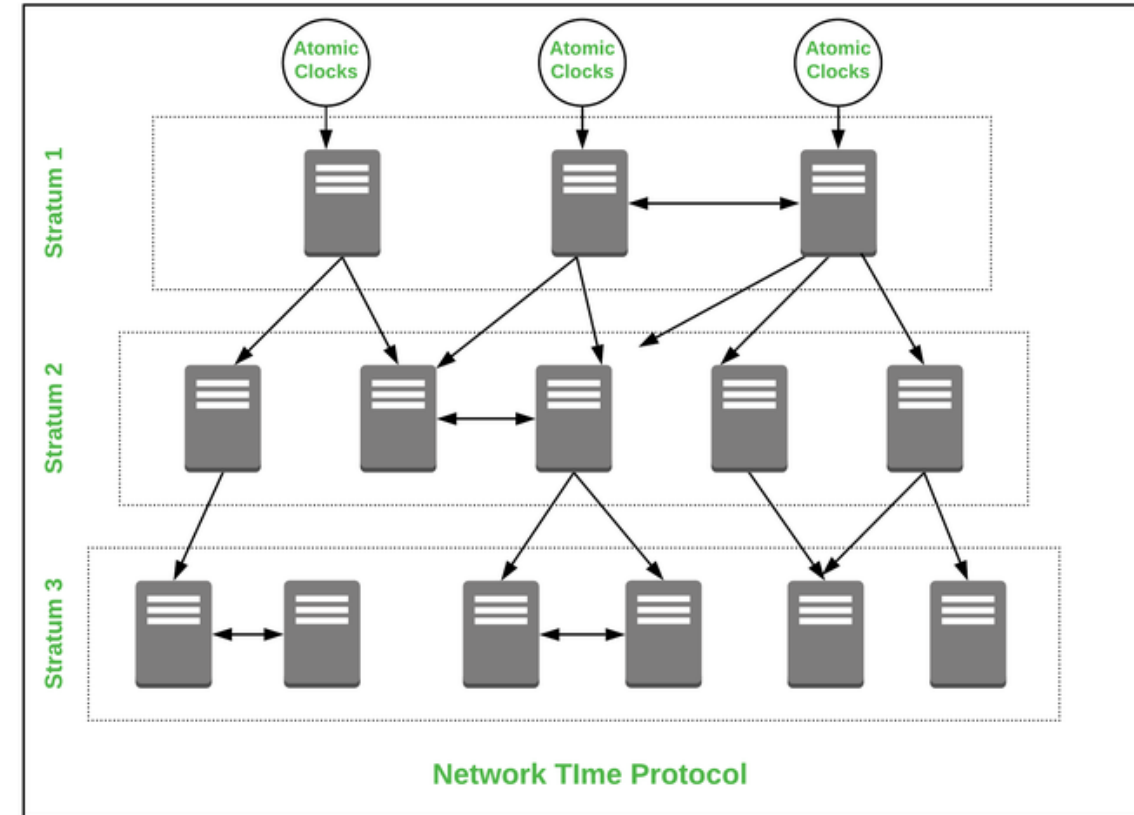 Atomic
Clocks
Atomic
Clocks
Atomic
Clocks
Stratum 1
Stratum 2
Stratum 3
Network TIme Protocol